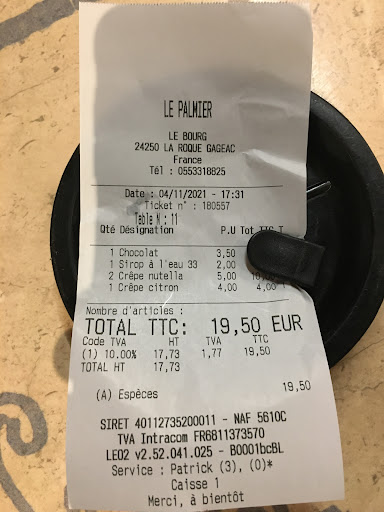 LE PALMIER
LE BOURG
24250 LA ROQUE GAGEAC
France
Tél : 0553318825
Date : 04/11/2021 - 17:31
Ticket n° : 180557
Table N : 11
Qté Désignation P.U Tot TTC T
1 Chocolat 3,50
1 Sirop à l'eau 33 2,00
2 Crêpe nutella 5,00
1 Crêpe citron 4,00 4,00
Nombre d'articles :
TOTAL TTC: 19,50 EUR
Code TVA HT TVA TTC
(1) 10.00% 17,73 1,77 19,50
TOTAL HT 17,73
(A) Espèces 19,50
SIRET 40112735200011 - NAF 5610C
TVA Intracom FR6811373570
LEO2 v2.52.041.025 - B0001bcBL
Service : Patrick (3), (0)*
Caisse 1
Merci, à bientôt